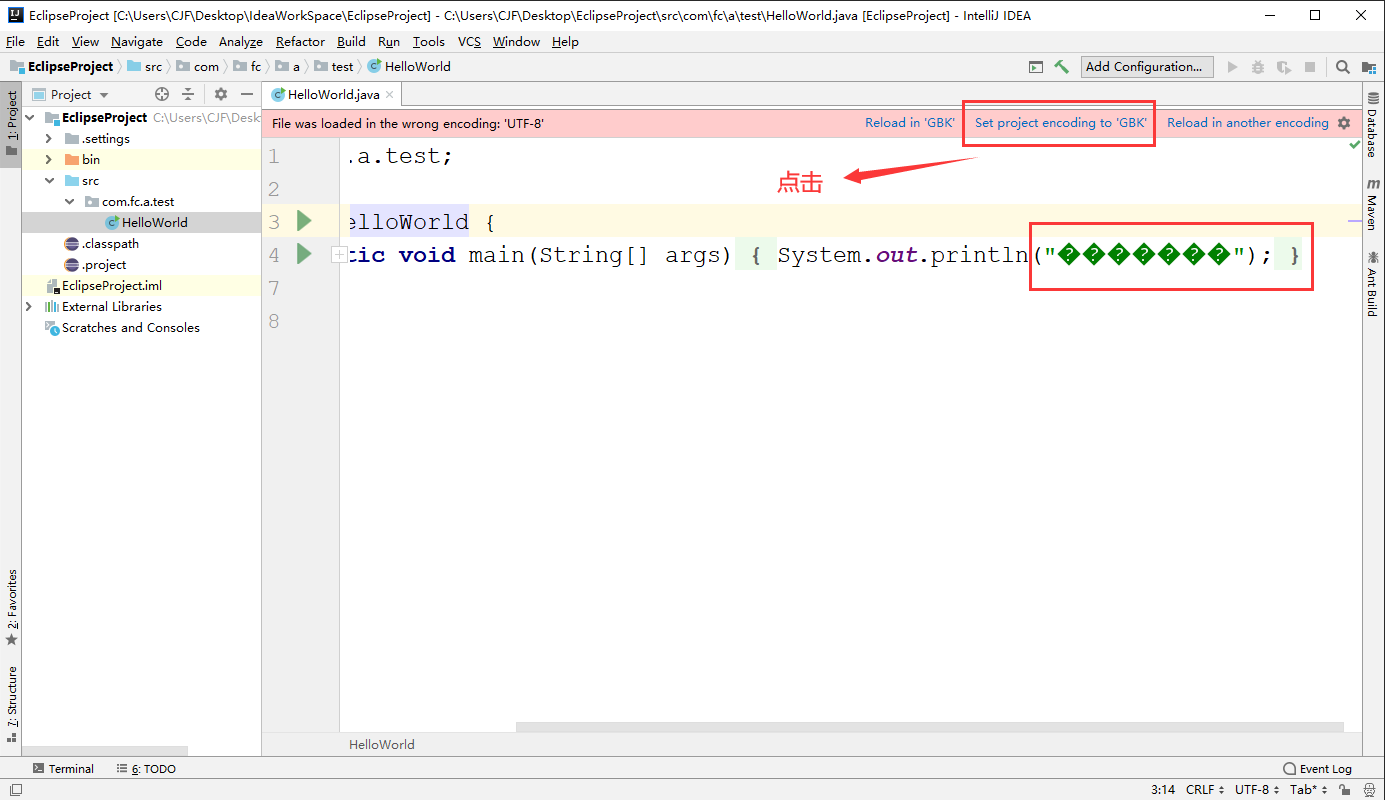 EclipseProject [C:\Users\CJF\Desktop\IdeaWorkSpace\EclipseProject] - C:\Users\CJF\Desktop\EclipseProject\src\com\fc\a\test\HelloWorld.java [EclipseProject] - IntelliJ IDEA
File Edit View Navigate Code Analyze Refactor Build Run Tools VCS Window Help
EclipseProject src com fc a test HelloWorld Add Configuration...
1: Project
Project
EclipseProject C:\Users\CJF\Desk
.settings
bin
src
com.fc.a.test
HelloWorld
.classpath
.project
EclipseProject.iml
External Libraries
Scratches and Consoles
2: Favorites
7: Structure
HelloWorld.java
File was loaded in the wrong encoding: 'UTF-8' Reload in 'GBK' Set project encoding to 'GBK' Reload in another encoding
点击
1 .a.test;
2
3 elloWorld {
4 tic void main(String[] args) { System.out.println("�������"); }
7
8
HelloWorld
Database
Maven
Ant Build
Terminal 6: TODO Event Log
3:14 CRLF UTF-8 Tab*